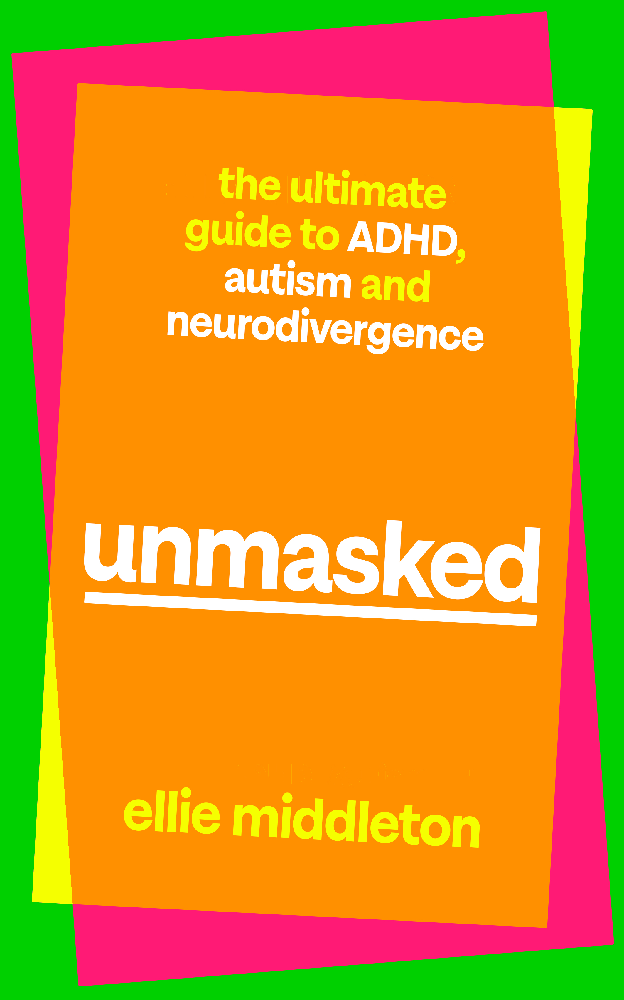 the ultimate
guide to ADHD,
autism and
neurodivergence
unmasked
ellie middleton